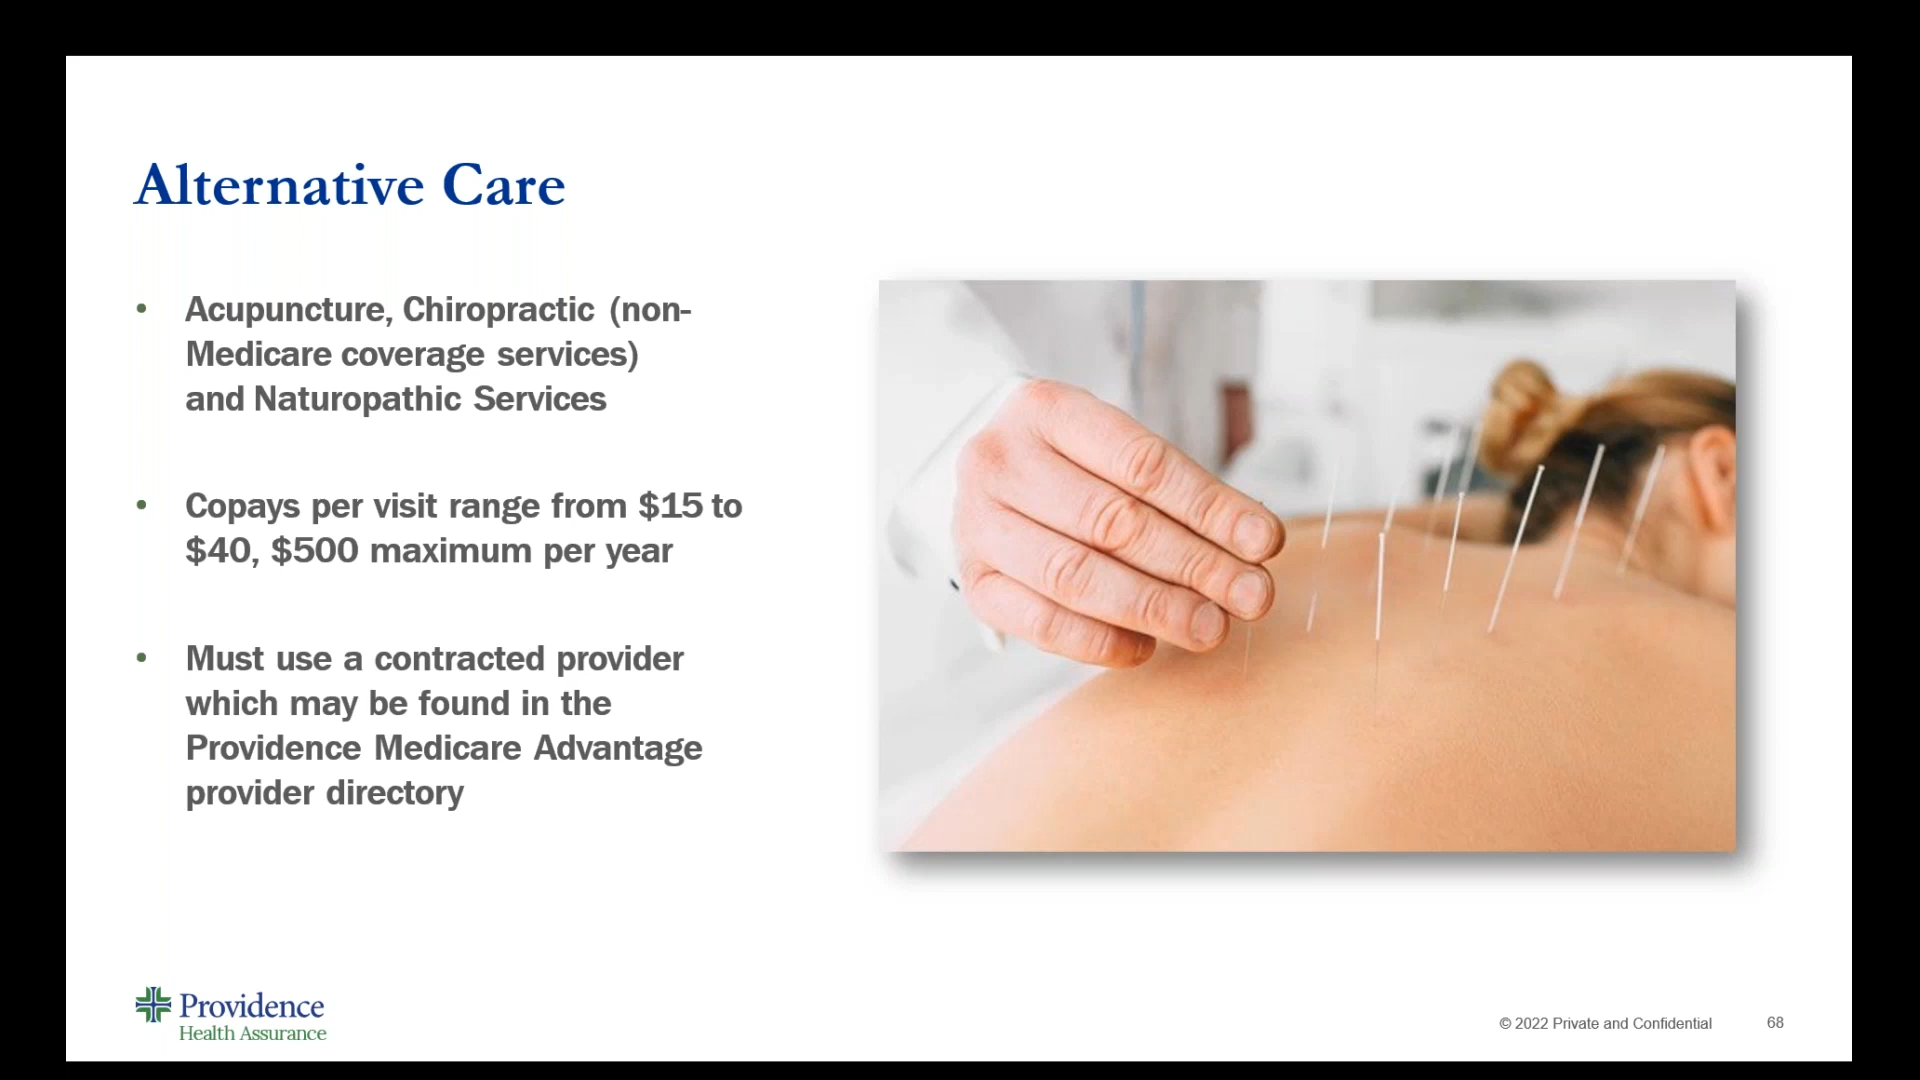 Alternative Care
• Acupuncture, Chiropractic (non-
Medicare coverage services)
and Naturopathic Services
• Copays per visit range from $15 to
$40, $500 maximum per year
• Must use a contracted provider
which may be found in the
Providence Medicare Advantage
provider directory
Providence
Health Assurance
© 2022 Private and Confidential 68